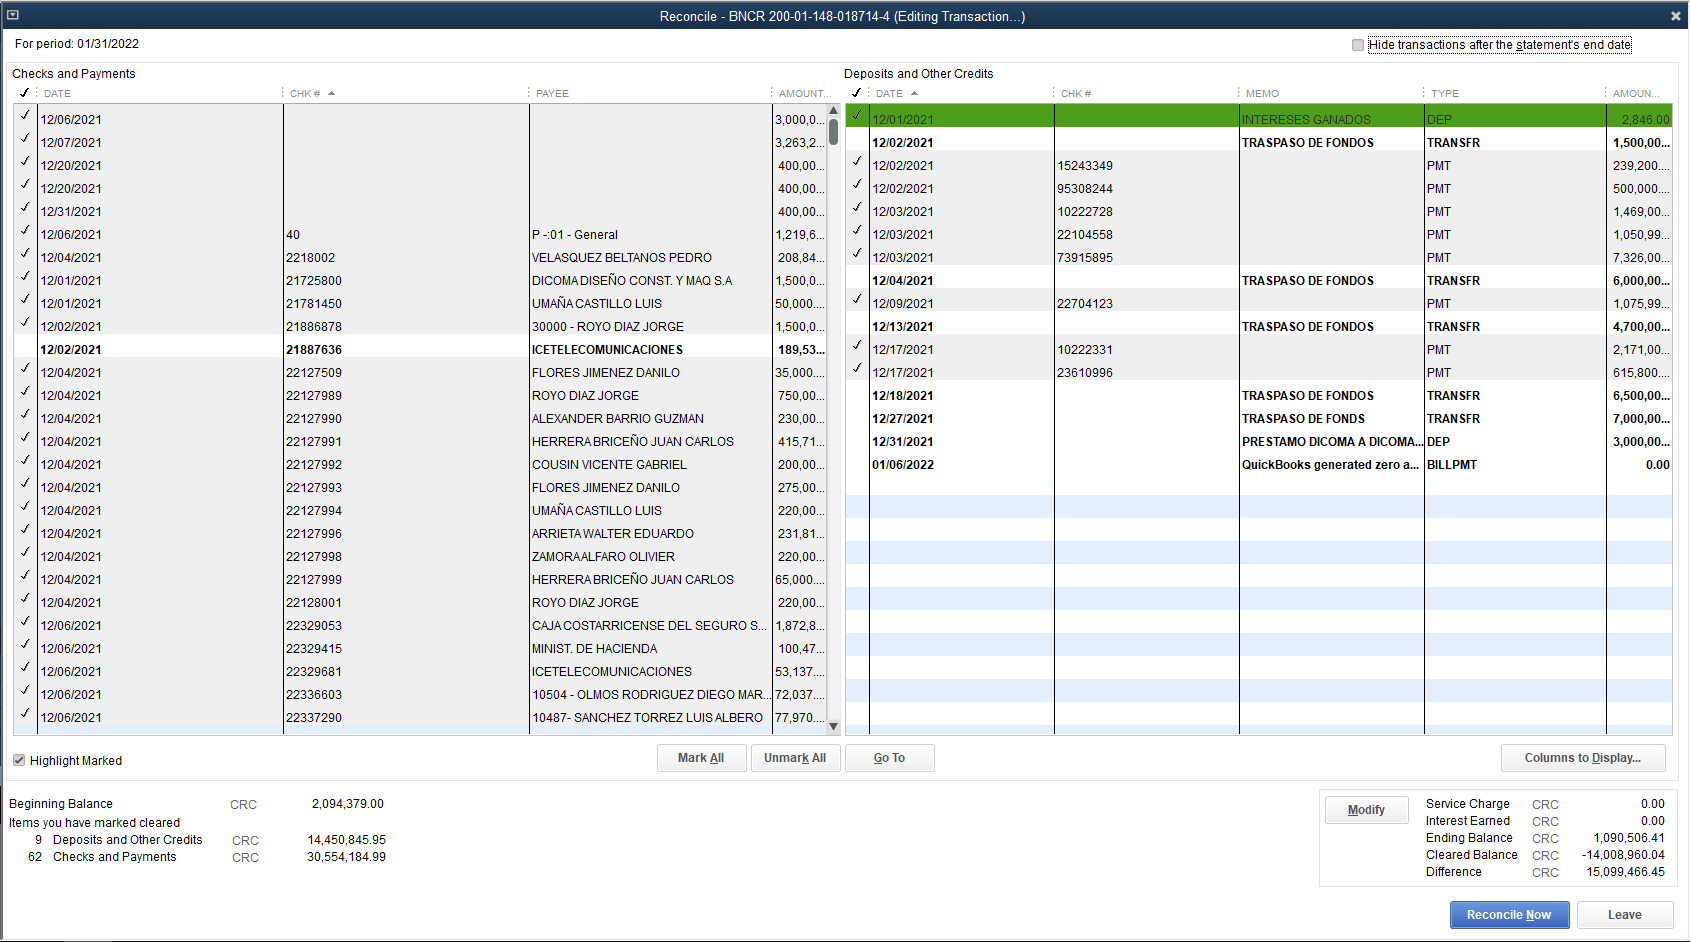 Reconcile - BNCR 200-01-148-018714-4 (Editing Transaction...)
For period: 01/31/2022
Hide transactions after the statement's end date
Checks and Payments
DATE CHK # PAYEE AMOUNT...
12/06/2021 3,000,0...
12/07/2021 3,263,2...
12/20/2021 400,00...
12/20/2021 400,00...
12/31/2021 400,00...
12/06/2021 40 P -:01 - General 1,219,6...
12/04/2021 2218002 VELASQUEZ BELTANOS PEDRO 208,84...
12/01/2021 21725800 DICOMA DISEÑO CONST. Y MAQ S.A 1,500,0...
12/01/2021 21781450 UMAÑA CASTILLO LUIS 50,000....
12/02/2021 21886878 30000 - ROYO DIAZ JORGE 1,500,0...
12/02/2021 21887636 ICETELECOMUNICACIONES 189,53...
12/04/2021 22127509 FLORES JIMENEZ DANILO 35,000....
12/04/2021 22127989 ROYO DIAZ JORGE 750,00...
12/04/2021 22127990 ALEXANDER BARRIO GUZMAN 230,00...
12/04/2021 22127991 HERRERA BRICEÑO JUAN CARLOS 415,71...
12/04/2021 22127992 COUSIN VICENTE GABRIEL 200,00...
12/04/2021 22127993 FLORES JIMENEZ DANILO 275,00...
12/04/2021 22127994 UMAÑA CASTILLO LUIS 220,00...
12/04/2021 22127996 ARRIETA WALTER EDUARDO 231,81...
12/04/2021 22127998 ZAMORA ALFARO OLIVIER 220,00...
12/04/2021 22127999 HERRERA BRICEÑO JUAN CARLOS 65,000....
12/04/2021 22128001 ROYO DIAZ JORGE 220,00...
12/06/2021 22329053 CAJA COSTARRICENSE DEL SEGURO S... 1,872,8...
12/06/2021 22329415 MINIST. DE HACIENDA 100,47...
12/06/2021 22329681 ICETELECOMUNICACIONES 53,137....
12/06/2021 22336603 10504 - OLMOS RODRIGUEZ DIEGO MAR... 72,037....
12/06/2021 22337290 10487- SANCHEZ TORREZ LUIS ALBERO 77,970....
Deposits and Other Credits
DATE CHK # MEMO TYPE AMOUN...
12/01/2021 INTERESES GANADOS DEP 2,846.00
12/02/2021 TRASPASO DE FONDOS TRANSFR 1,500,00...
12/02/2021 15243349 PMT 239,200....
12/02/2021 95308244 PMT 500,000....
12/03/2021 10222728 PMT 1,469,00...
12/03/2021 22104558 PMT 1,050,99...
12/03/2021 73915895 PMT 7,326,00...
12/04/2021 TRASPASO DE FONDOS TRANSFR 6,000,00...
12/09/2021 22704123 PMT 1,075,99...
12/13/2021 TRASPASO DE FONDOS TRANSFR 4,700,00...
12/17/2021 10222331 PMT 2,171,00...
12/17/2021 23610996 PMT 615,800....
12/18/2021 TRASPASO DE FONDOS TRANSFR 6,500,00...
12/27/2021 TRASPASO DE FONDS TRANSFR 7,000,00...
12/31/2021 PRESTAMO DICOMA A DICOMA... DEP 3,000,00...
01/06/2022 QuickBooks generated zero a... BILLPMT 0.00
Highlight Marked
Mark All
Unmark All
Go To
Columns to Display...
Beginning Balance CRC 2,094,379.00
Items you have marked cleared
9 Deposits and Other Credits CRC 14,450,845.95
62 Checks and Payments CRC 30,554,184.99
Modify
Service Charge CRC 0.00
Interest Earned CRC 0.00
Ending Balance CRC 1,090,506.41
Cleared Balance CRC -14,008,960.04
Difference CRC 15,099,466.45
Reconcile Now
Leave